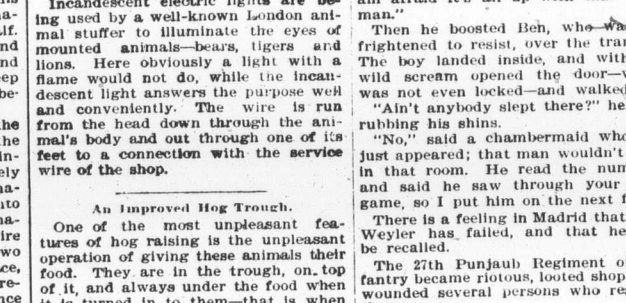 Incandescent electric lights are be-
ing used by a well-known London ani-
mal stuffer to illuminate the eyes of
mounted animals—bears, tigers and
lions. Here obviously a light with a
flame would not do, while the incan-
descent light answers the purpose well
and conveniently. The wire is run
from the head down through the ani-
mal's body and out through one of its
feet to a connection with the service
wire of the shop.
An Improved Hog Trough.
One of the most unpleasant fea-
tures of hog raising is the unpleasant
operation of giving these animals their
food. They are in the trough, on top
of it, and always under the food when
it is turned in to them—that is when
man."
Then he boosted Ben, who was
frightened to resist, over the tran
The boy landed inside, and with
wild scream opened the door—
was not even locked—and walked
"Ain't anybody slept there?" he
rubbing his shins.
"No," said a chambermaid who
just appeared; that man wouldn't
in that room. He read the num
and said he saw through your
game, so I put him on the next f
There is a feeling in Madrid that
Weyler has failed, and that he
be recalled.
The 27th Punjaub Regiment of
fantry became riotous, looted shop
wounded several persons who re